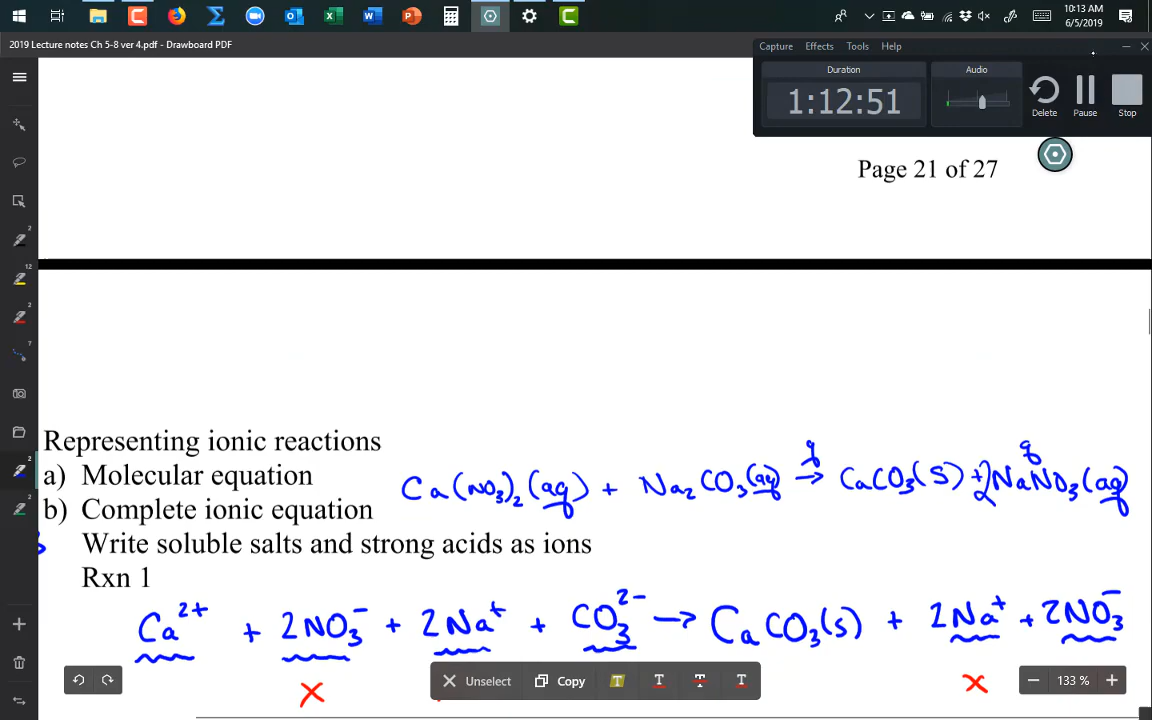 10:13 AM
6/5/2019
2019 Lecture notes Ch 5-8 ver 4.pdf - Drawboard PDF
Capture Effects Tools Help
Duration
Audio
1:12:51
Delete Pause Stop
Page 21 of 27
Representing ionic reactions
a) Molecular equation
Ca(NO₃)₂(aq) + Na₂CO₃(aq) → CaCO₃(s) + 2NaNO₃(aq)
b) Complete ionic equation
Write soluble salts and strong acids as ions
Rxn 1
Ca²⁺ + 2NO₃⁻ + 2Na⁺ + CO₃²⁻ → CaCO₃(s) + 2Na⁺ + 2NO₃⁻
Unselect Copy T T T T
133 %
X X